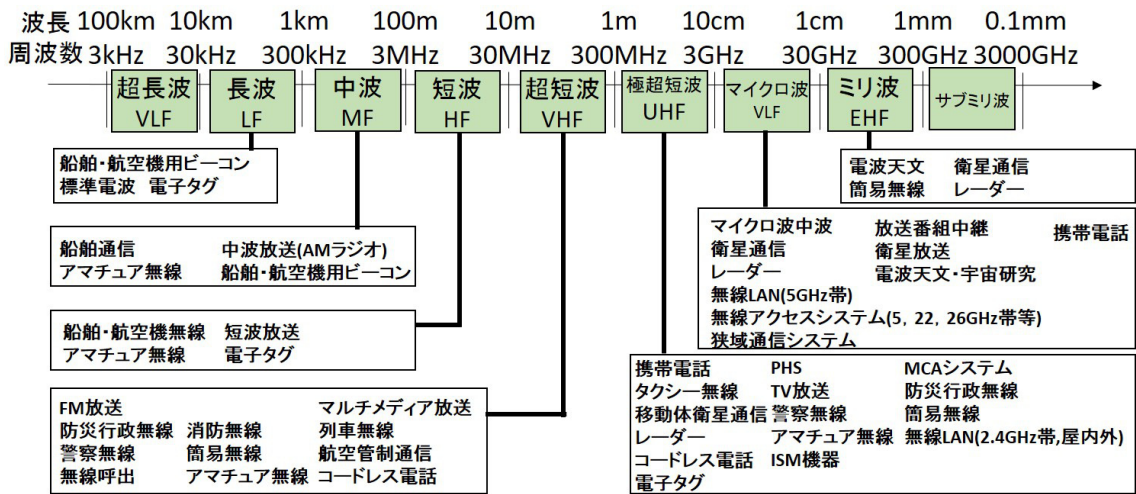 波長 100km 10km 1km 100m 10m 1m 10cm 1cm 1mm 0.1mm
周波数 3kHz 30kHz 300kHz 3MHz 30MHz 300MHz 3GHz 30GHz 300GHz 3000GHz
超長波
VLF
長波
LF
中波
MF
短波
HF
超短波
VHF
極超短波
UHF
マイクロ波
VLF
ミリ波
EHF
サブミリ波
船舶・航空機用ビーコン
標準電波 電子タグ
電波天文 衛星通信
簡易無線 レーダー
船舶通信 中波放送(AMラジオ)
アマチュア無線 船舶・航空機用ビーコン
マイクロ波中波 放送番組中継 携帯電話
衛星通信 衛星放送
レーダー 電波天文・宇宙研究
無線LAN(5GHz帯)
無線アクセスシステム(5, 22, 26GHz帯等)
狭域通信システム
船舶・航空機無線 短波放送
アマチュア無線 電子タグ
FM放送 マルチメディア放送
防災行政無線 消防無線 列車無線
警察無線 簡易無線 航空管制通信
無線呼出 アマチュア無線 コードレス電話
携帯電話 PHS MCAシステム
タクシー無線 TV放送 防災行政無線
移動体衛星通信 警察無線 簡易無線
レーダー アマチュア無線 無線LAN(2.4GHz帯,屋内外)
コードレス電話 ISM機器
電子タグ